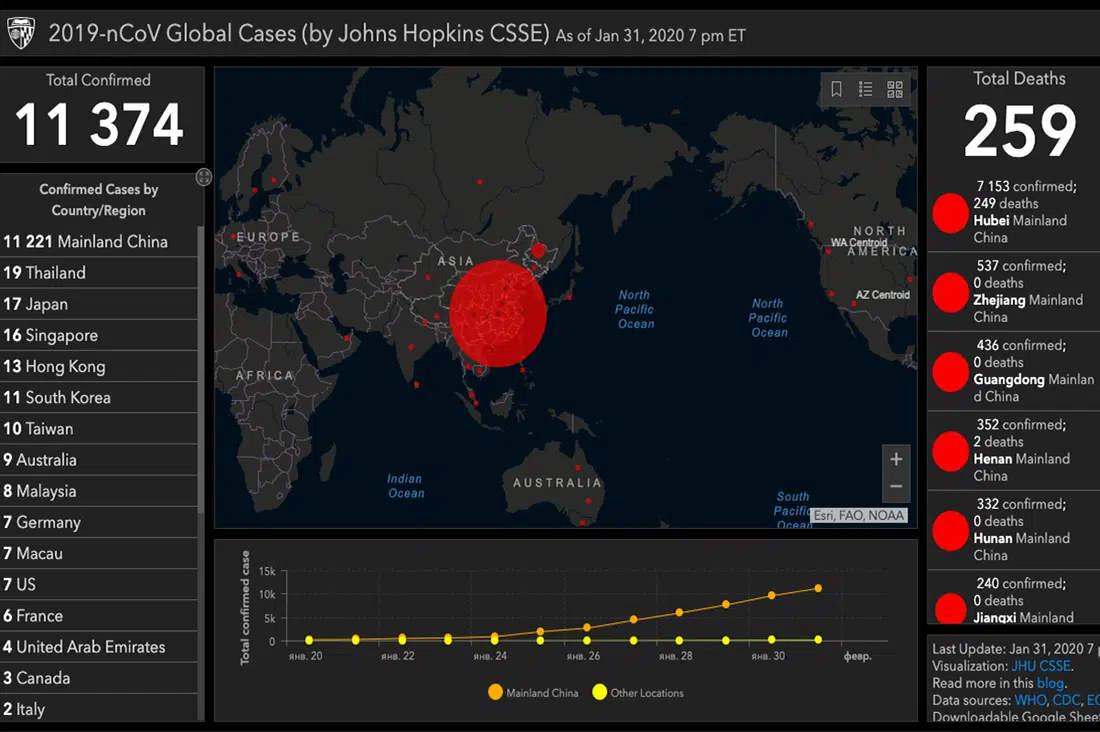 2019-nCoV Global Cases (by Johns Hopkins CSSE) As of Jan 31, 2020 7 pm ET
Total Confirmed
11 374
Confirmed Cases by
Country/Region
11 221 Mainland China
19 Thailand
17 Japan
16 Singapore
13 Hong Kong
11 South Korea
10 Taiwan
9 Australia
8 Malaysia
7 Germany
7 Macau
7 US
6 France
4 United Arab Emirates
3 Canada
2 Italy
EUROPE
ASIA
AFRICA
NORTH
AMERICA
WA Centroid
AZ Centroid
North
Pacific
Ocean
North
Pacific
Ocean
Indian
Ocean
AUSTRALIA
South
Pacific
Ocean
+
−
Esri, FAO, NOAA
Total confirmed case
15k
10k
5k
0
янв. 20
янв. 22
янв. 24
янв. 26
янв. 28
янв. 30
февр.
Mainland China
Other Locations
Total Deaths
259
7 153 confirmed;
249 deaths
Hubei Mainland
China
537 confirmed;
0 deaths
Zhejiang Mainland
China
436 confirmed;
0 deaths
Guangdong Mainlan
d China
352 confirmed;
2 deaths
Henan Mainland
China
332 confirmed;
0 deaths
Hunan Mainland
China
240 confirmed;
0 deaths
Jiangxi Mainland
Last Update: Jan 31, 2020 7 p
Visualization: JHU CSSE.
Read more in this blog.
Data sources: WHO, CDC, EC
Downloadable Google Shee